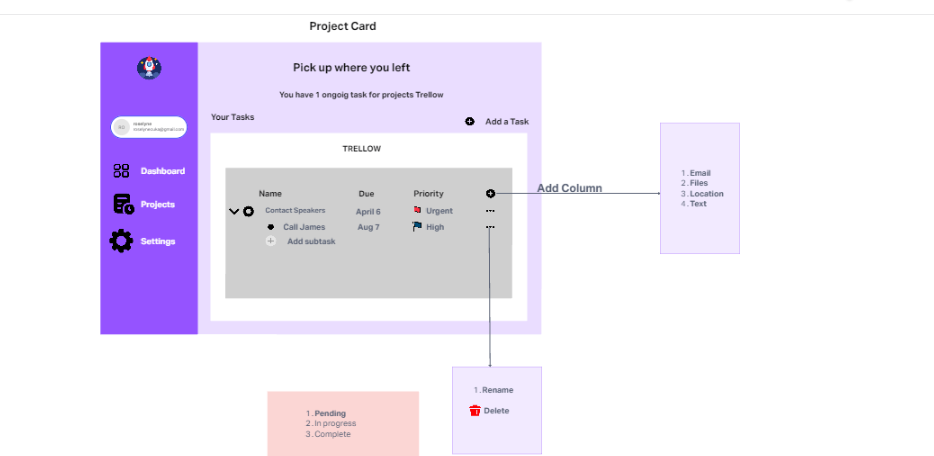 Project Card
Pick up where you left
You have 1 ongoig task for projects Trellow
Your Tasks
Add a Task
Dashboard
Projects
Settings
TRELLOW
Name Due Priority
Contact Speakers April 6 Urgent
Call James Aug 7 High
Add subtask
Add Column
1. Email
2. Files
3. Location
4. Text
1. Rename
Delete
1. Pending
2. In progress
3. Complete